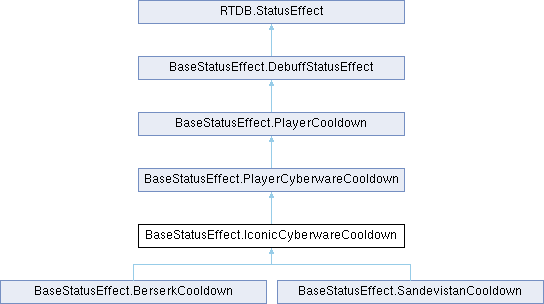 RTDB.StatusEffect
BaseStatusEffect.DebuffStatusEffect
BaseStatusEffect.PlayerCooldown
BaseStatusEffect.PlayerCyberwareCooldown
BaseStatusEffect.IconicCyberwareCooldown
BaseStatusEffect.BerserkCooldown
BaseStatusEffect.SandevistanCooldown